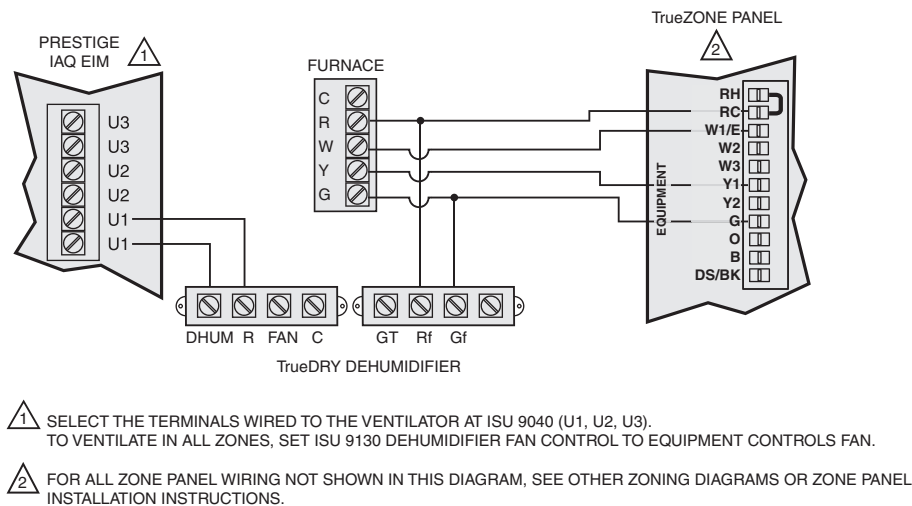 TrueZONE PANEL
2
PRESTIGE
IAQ EIM
1
FURNACE
C
R
W
Y
G
U3
U3
U2
U2
U1
U1
RH
RC
W1/E
W2
W3
Y1
Y2
G
O
B
DS/BK
EQUIPMENT
DHUM R FAN C
GT Rf Gf
TrueDRY DEHUMIDIFIER
1 SELECT THE TERMINALS WIRED TO THE VENTILATOR AT ISU 9040 (U1, U2, U3).
TO VENTILATE IN ALL ZONES, SET ISU 9130 DEHUMIDIFIER FAN CONTROL TO EQUIPMENT CONTROLS FAN.
2 FOR ALL ZONE PANEL WIRING NOT SHOWN IN THIS DIAGRAM, SEE OTHER ZONING DIAGRAMS OR ZONE PANEL
INSTALLATION INSTRUCTIONS.